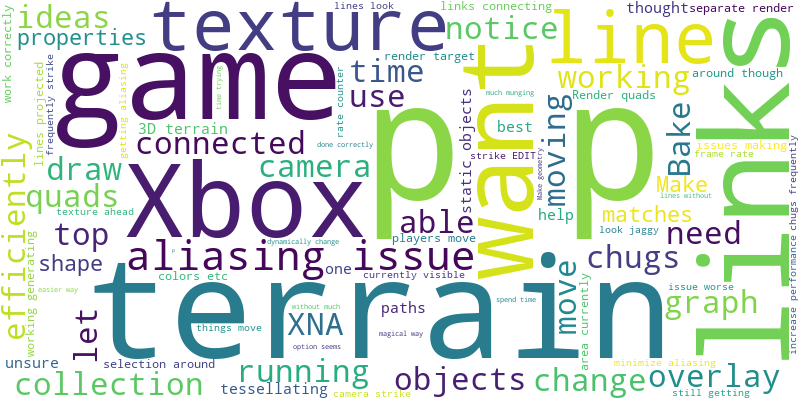 lines look
links connecting
thought
separate render
ideas
texture
notice
line
links
work correctly
properties
game
render target
time
want
working
around though
lines projected
frequently strike
getting aliasing
time trying
rate counter
use
much munging
Render quads
p p
3D terrain
connected
done correctly
static objects
best
moving
Bake
issues making
frame rate
efficiently
draw
Xbox
camera
strike EDIT
Make geometry
Make
lines without
chugs frequently
quads
texture ahead
able
help
matches
look jaggy
need
top
aliasing issue
dynamically change
players move
p
shape
colors etc
one
currently visible
move
chugs
area currently
increase performance
working generating
easier way
terrain
without much
paths
spend time
issue worse
graph
let
things move
XNA
magical way
option seems
unsure
selection around
running
objects
change
overlay
minimize aliasing
collection
tessellating
camera strike
still getting